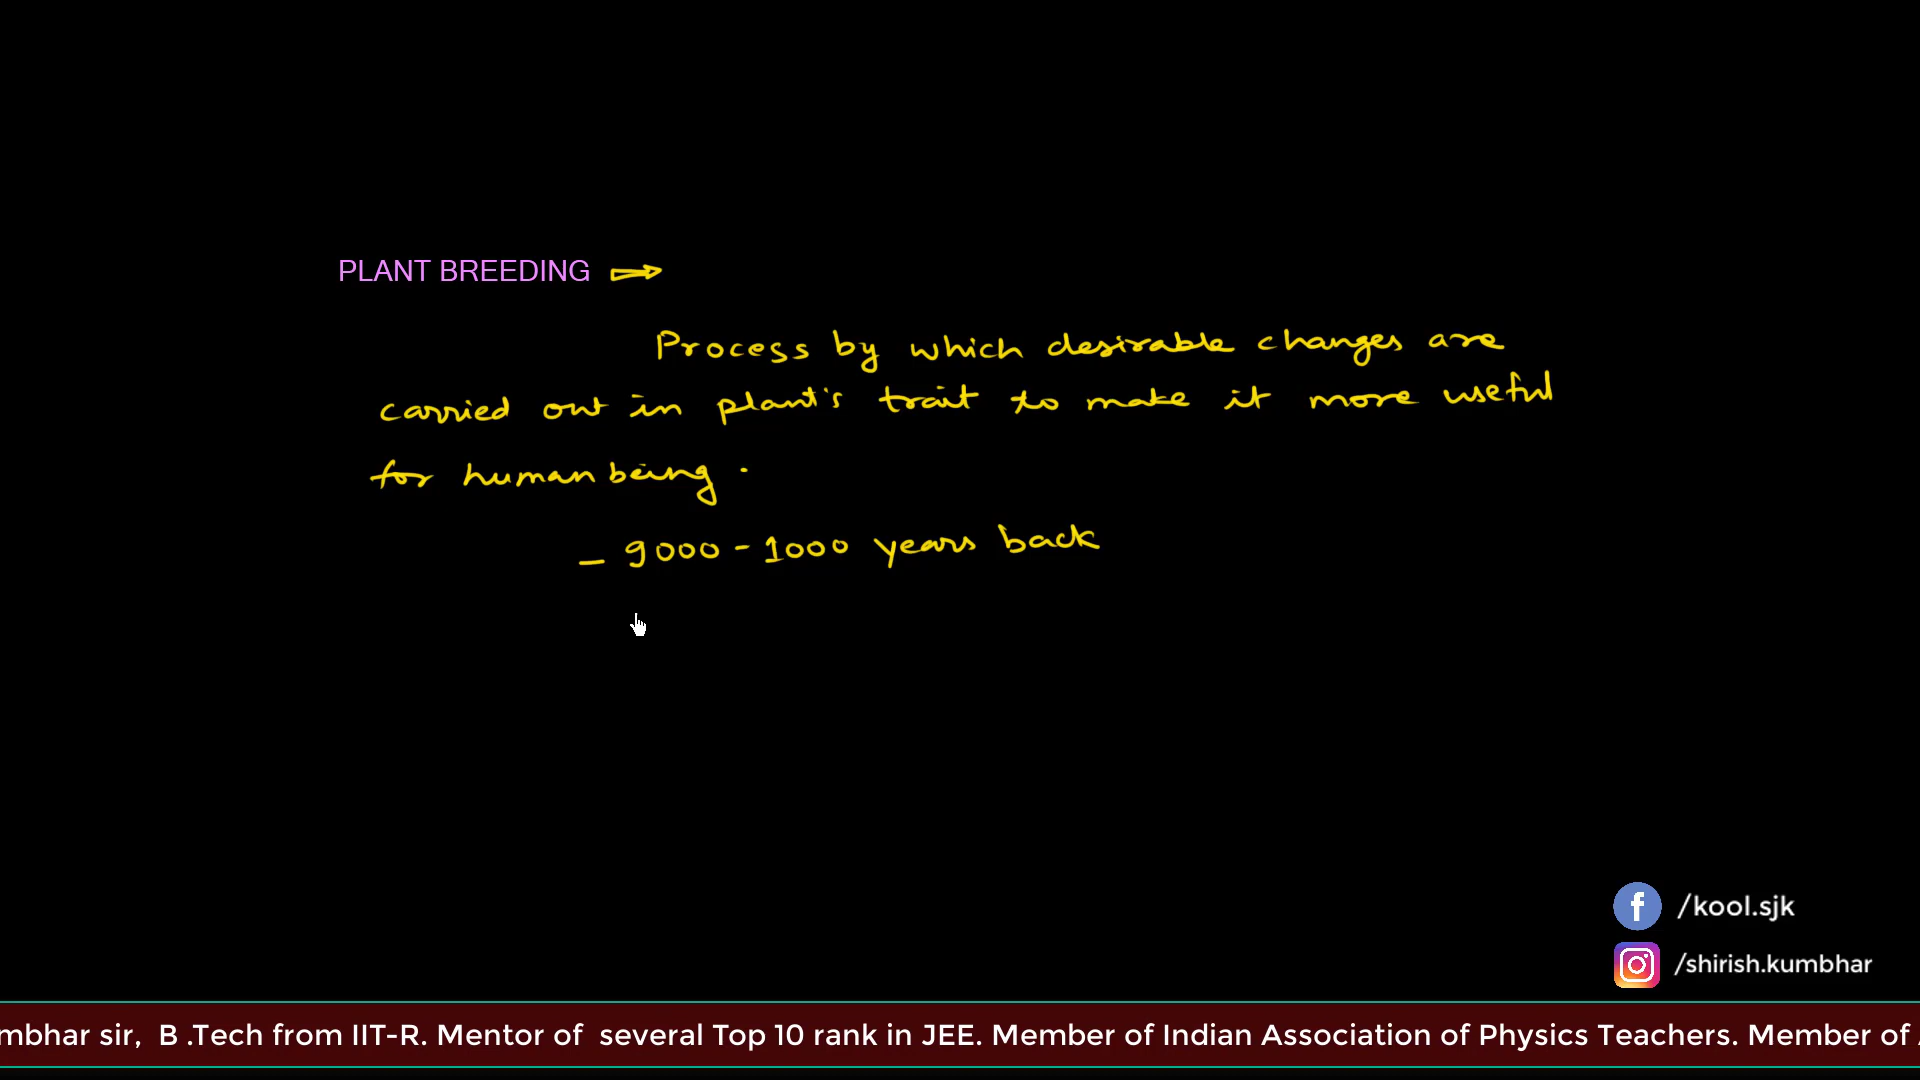 PLANT BREEDING
Process by which desirable changes are
carried out in plant's trait to make it more useful
for human being .
- 9000 - 1000 years back
/kool.sjk
/shirish.kumbhar
mbhar sir, B .Tech from IIT-R. Mentor of several Top 10 rank in JEE. Member of Indian Association of Physics Teachers. Member of